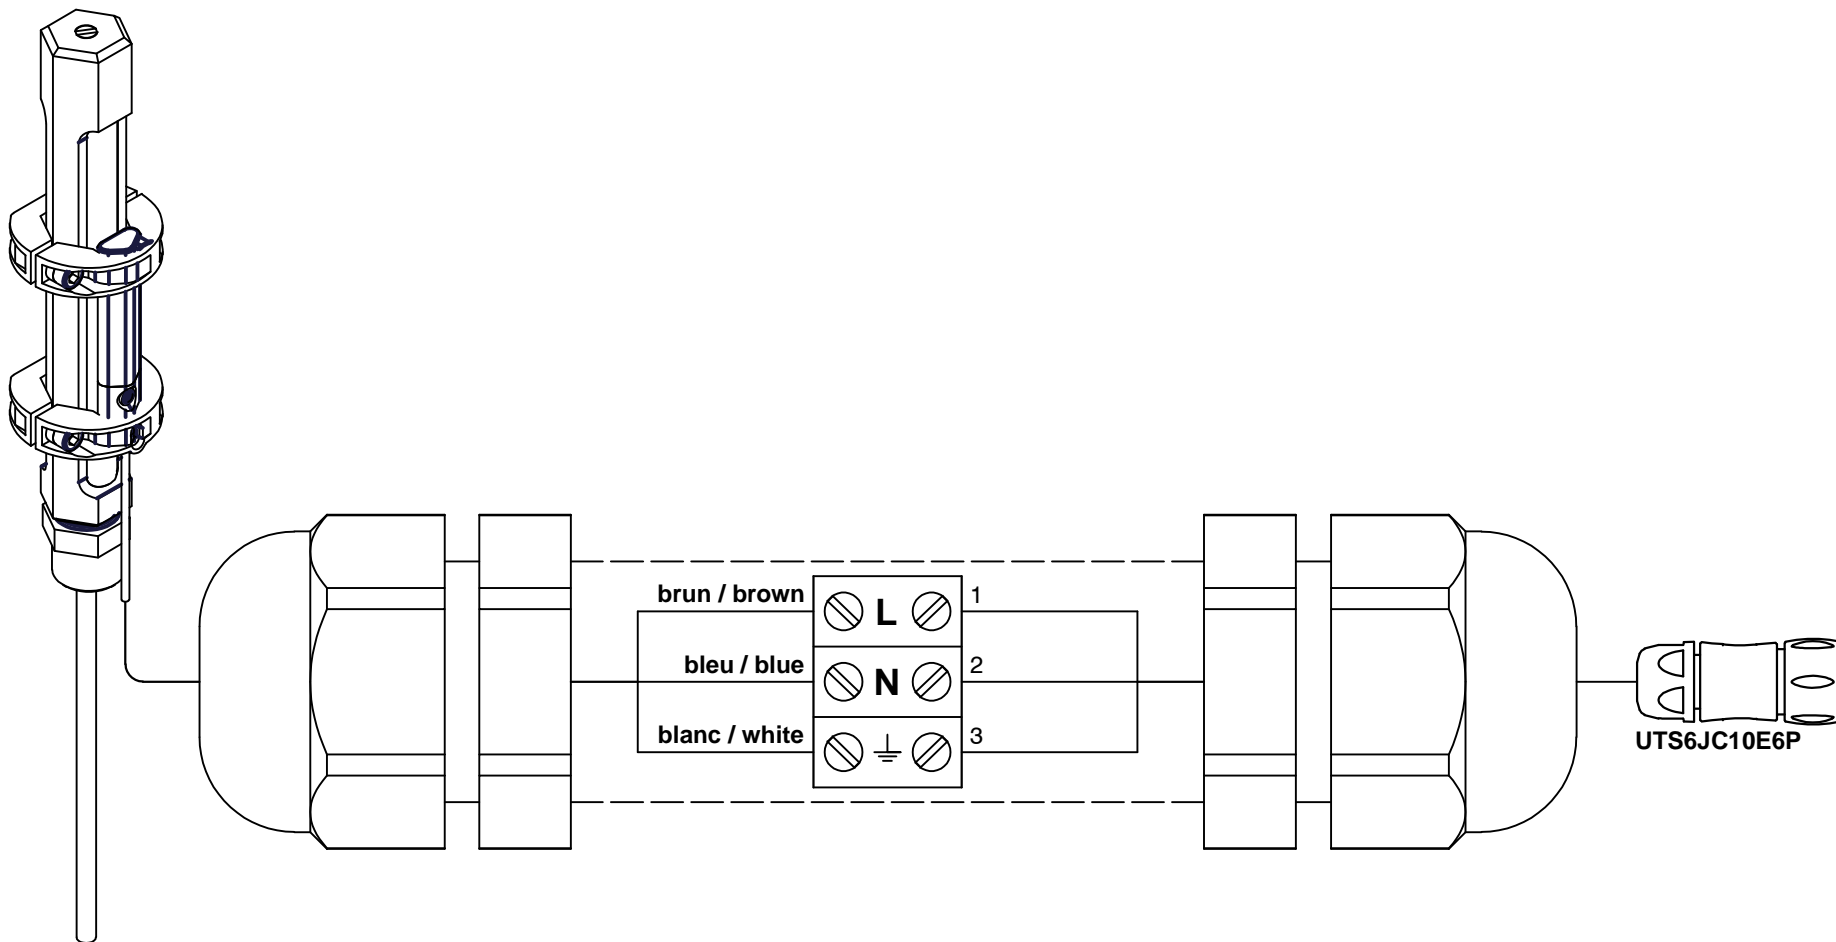 brun / brown L 1
bleu / blue N 2
blanc / white 3
UTS6JC10E6P